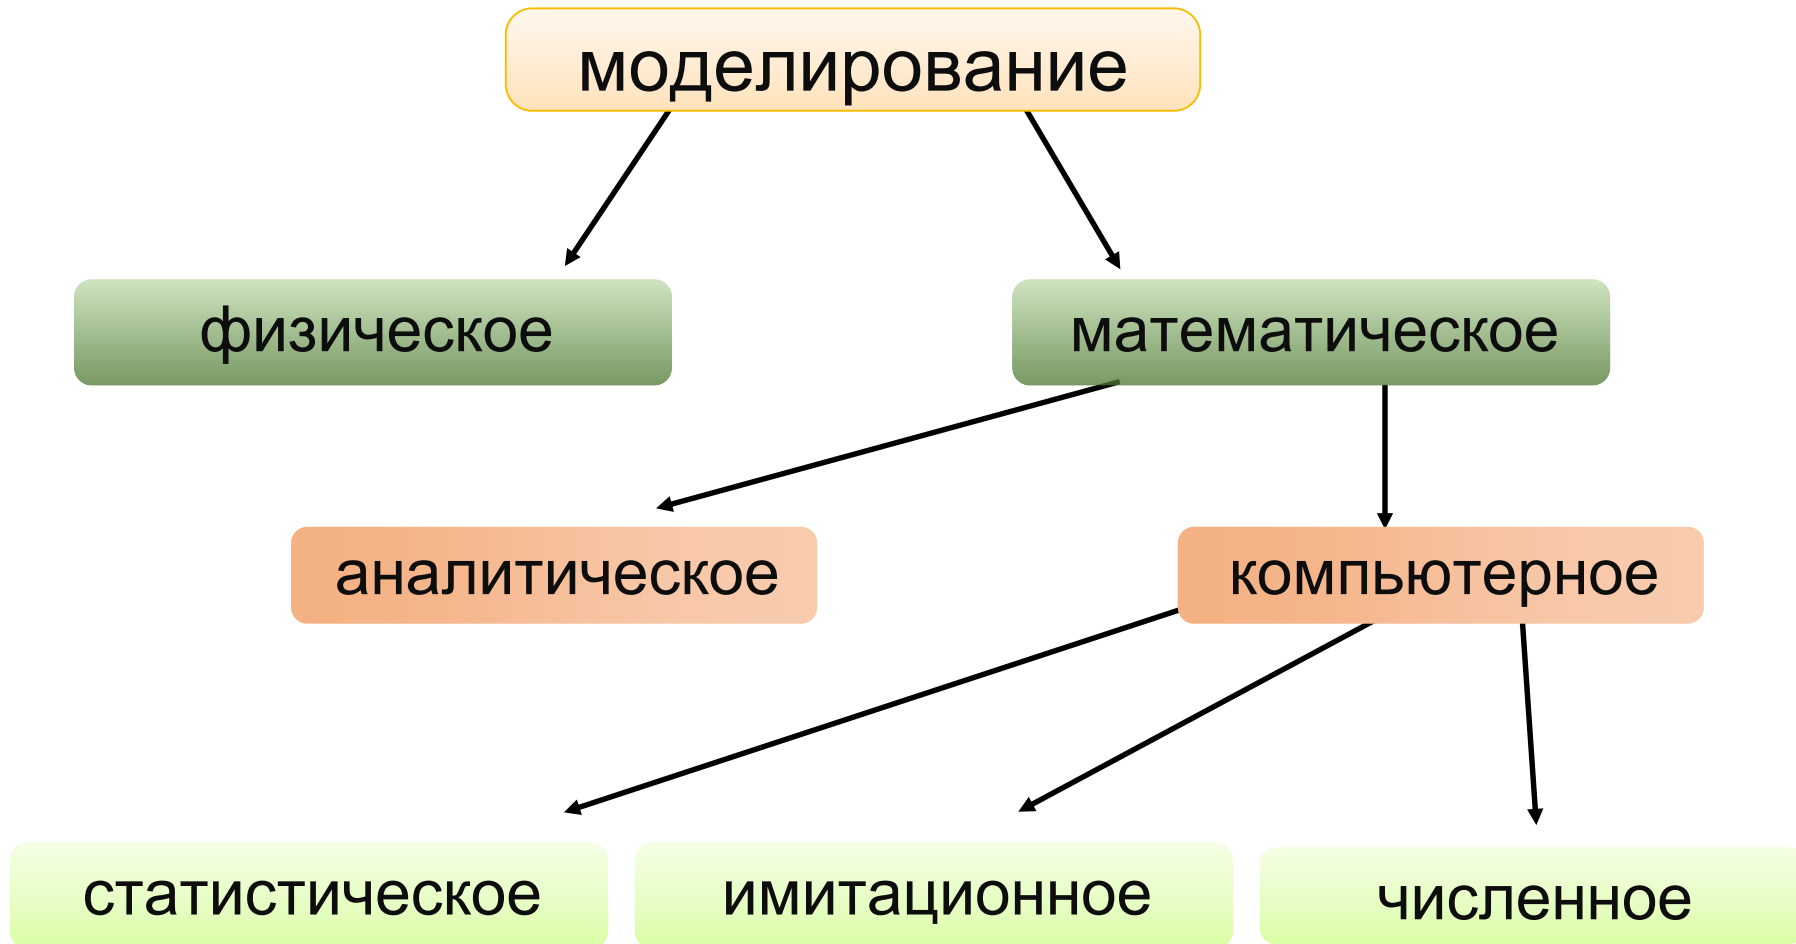 моделирование
физическое
математическое
аналитическое
компьютерное
статистическое
имитационное
численное